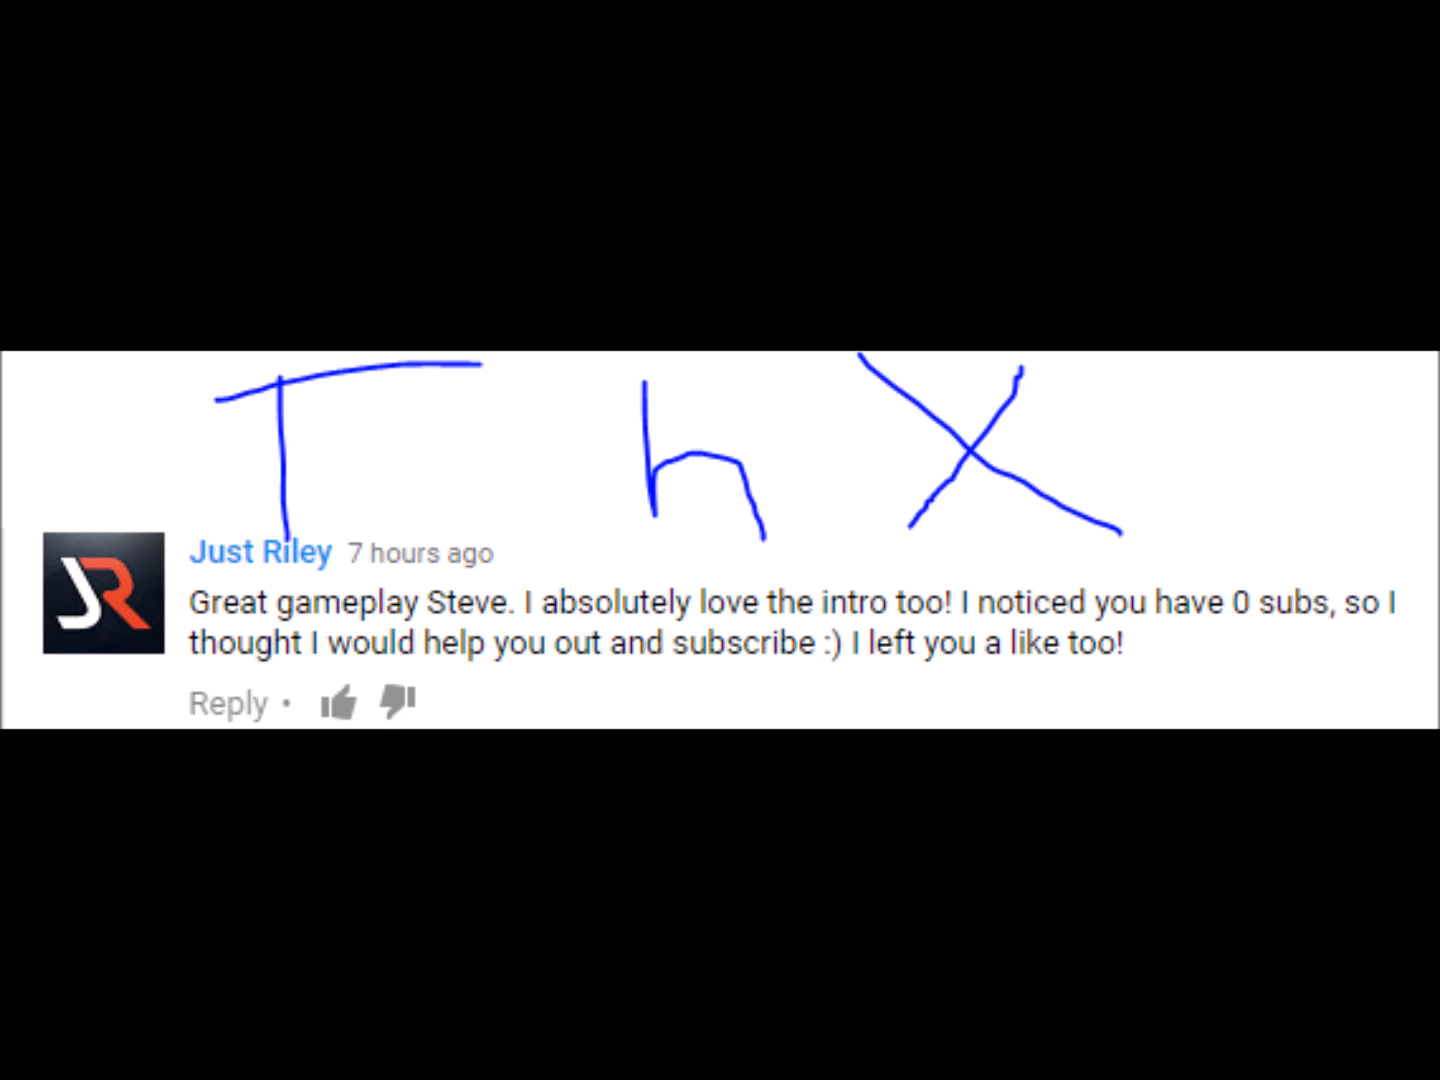 Thx
JR
Just Riley 7 hours ago
Great gameplay Steve. I absolutely love the intro too! I noticed you have 0 subs, so I
thought I would help you out and subscribe :) I left you a like too!
Reply •